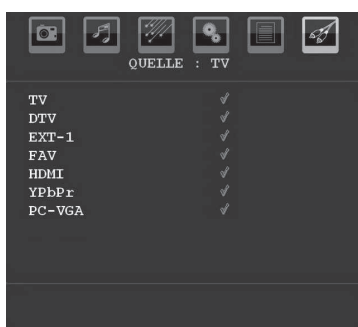 QUELLE : TV
TV
DTV
EXT-1
FAV
HDMI
YPbPr
PC-VGA